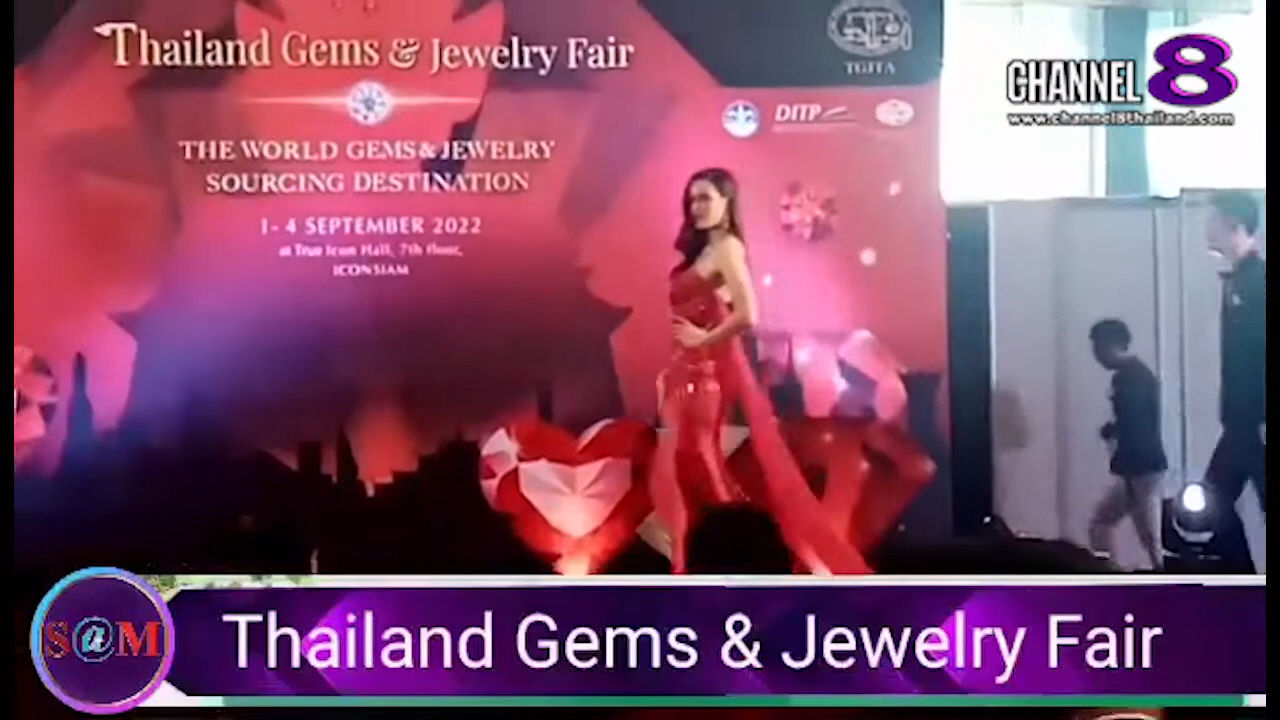 Thailand Gems & Jewelry Fair
THE WORLD GEMS & JEWELRY
SOURCING DESTINATION
1-4 SEPTEMBER 2022
at True Icon Hall, 7th floor,
ICONSIAM
TGJTA
DITP
CHANNEL 8
www.channel8thailand.com
S@M
Thailand Gems & Jewelry Fair